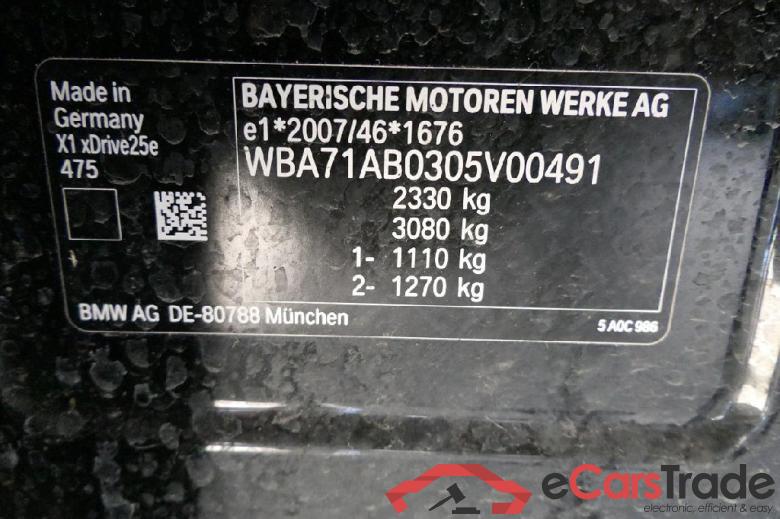 Made in
Germany
X1 xDrive25e
475
BAYERISCHE MOTOREN WERKE AG
e1*2007/46*1676
WBA71AB0305V00491
2330 kg
3080 kg
1- 1110 kg
2- 1270 kg
BMW AG DE-80788 München
5 A0C 986
eCarsTrade
electronic, efficient & easy